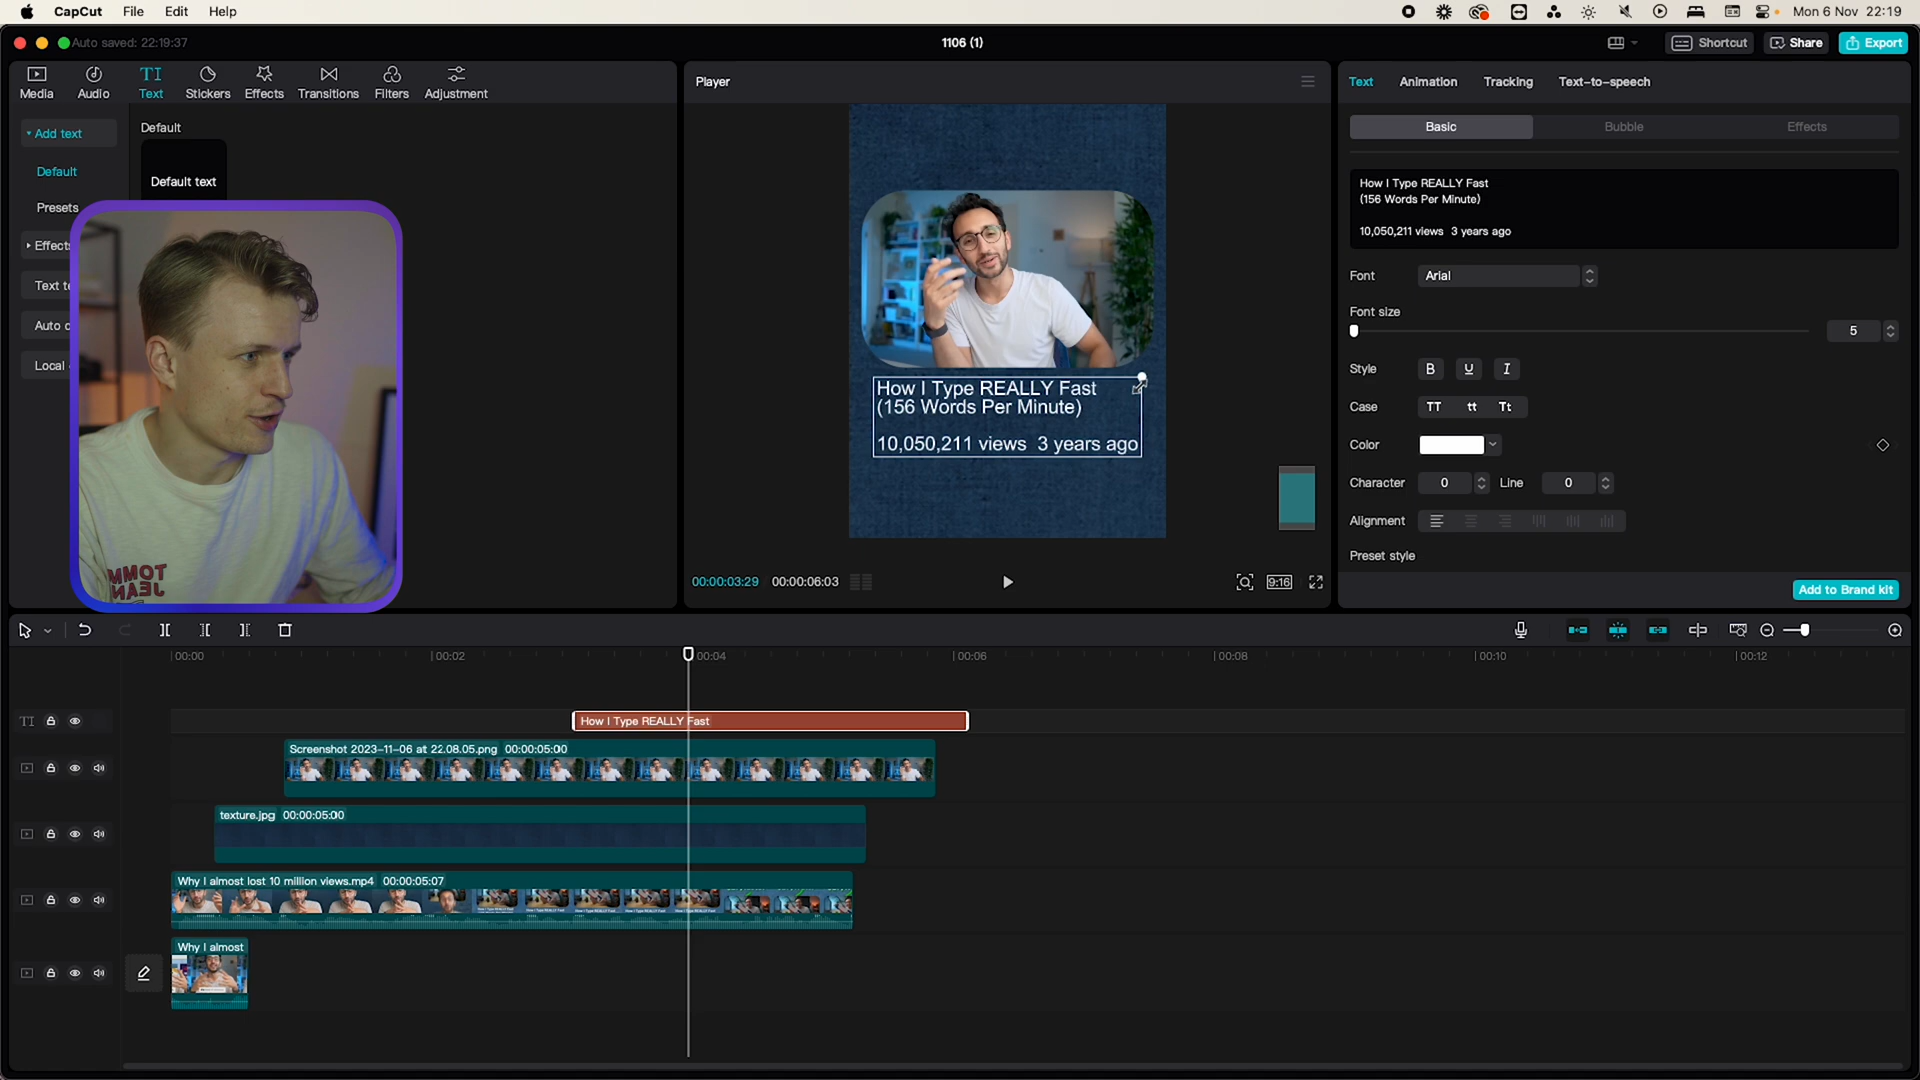 CapCut File Edit Help
Mon 6 Nov 22:19
Auto saved: 22:19:37
1106 (1)
Shortcut Share Export
Media Audio Text Stickers Effects Transitions Filters Adjustment
TI
Add text
Default
Presets
Effects
Text te
Auto c
Local
Default
Default text
TOMM
JEAN
Player
How I Type REALLY Fast
(156 Words Per Minute)
10,050,211 views 3 years ago
00:00:03:29 00:00:06:03
9:16
Text Animation Tracking Text-to-speech
Basic Bubble Effects
How I Type REALLY Fast
(156 Words Per Minute)
10,050,211 views 3 years ago
Font Arial
Font size
5
Style B U I
Case TT tt Tt
Color
Character 0 Line 0
Alignment
Preset style
Add to Brand kit
00:00 00:02 00:04 00:06 00:08 00:10 00:12
TI
How I Type REALLY Fast
Screenshot 2023-11-06 at 22.08.05.png 00:00:05:00
texture.jpg 00:00:05:00
Why I almost lost 10 million views.mp4 00:00:05:07
Why I almost